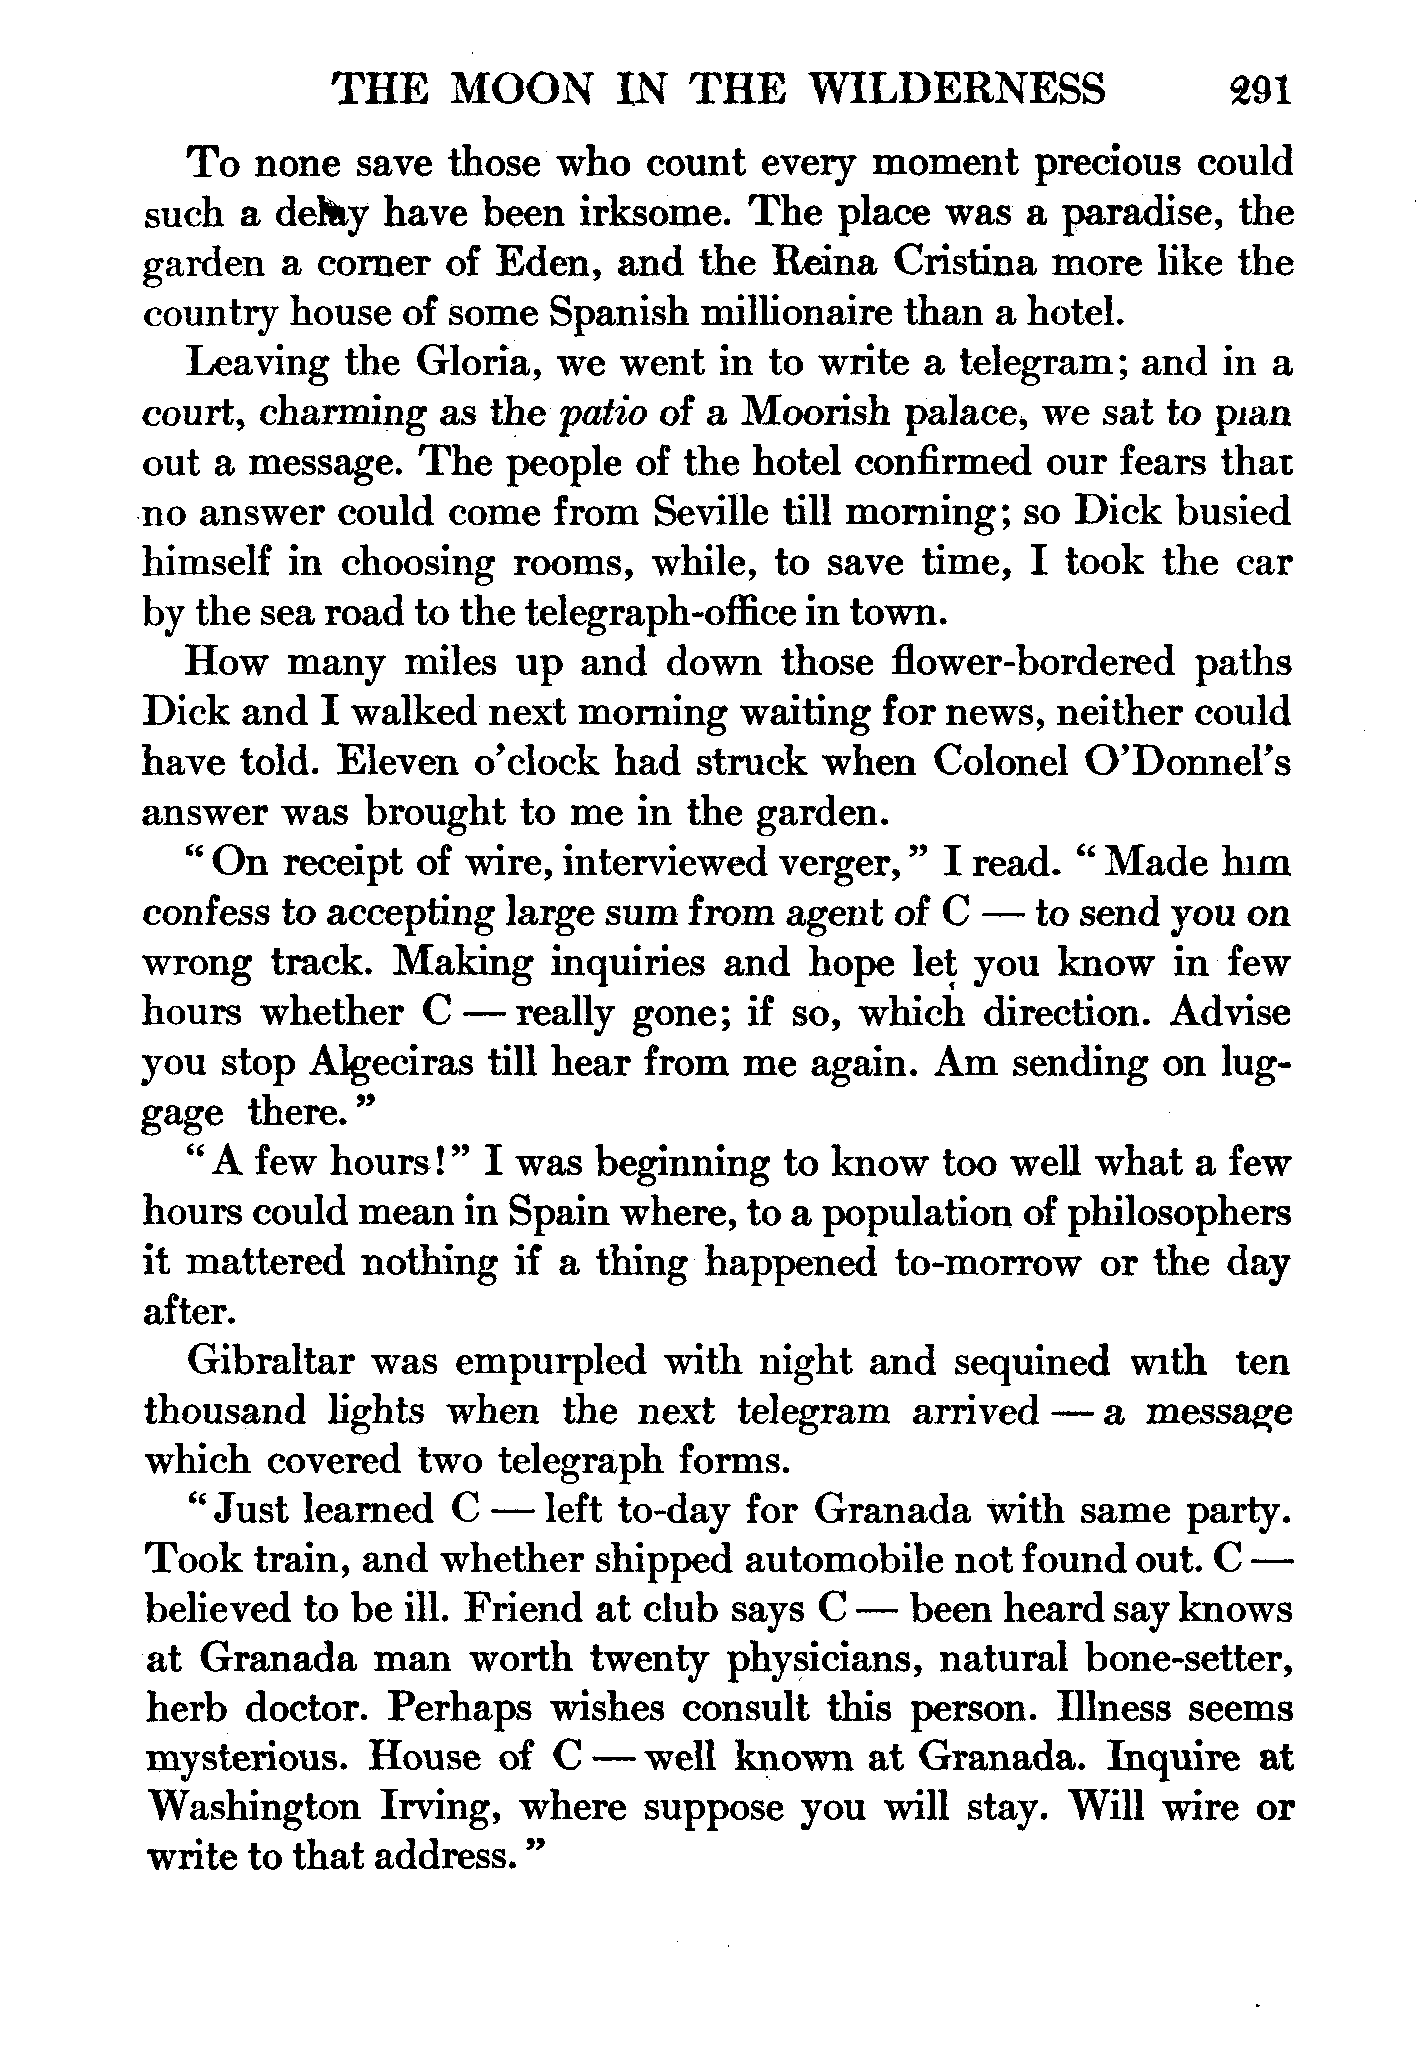 THE MOON IN THE WILDERNESS 291
To none save those who count every moment precious could
such a delay have been irksome. The place was a paradise, the
garden a corner of Eden, and the Reina Cristina more like the
country house of some Spanish millionaire than a hotel.
Leaving the Gloria, we went in to write a telegram; and in a
court, charming as the patio of a Moorish palace, we sat to plan
out a message. The people of the hotel confirmed our fears that
no answer could come from Seville till morning; so Dick busied
himself in choosing rooms, while, to save time, I took the car
by the sea road to the telegraph-office in town.
How many miles up and down those flower-bordered paths
Dick and I walked next morning waiting for news, neither could
have told. Eleven o'clock had struck when Colonel O'Donnel's
answer was brought to me in the garden.
"On receipt of wire, interviewed verger," I read. "Made him
confess to accepting large sum from agent of C — to send you on
wrong track. Making inquiries and hope let you know in few
hours whether C — really gone; if so, which direction. Advise
you stop Algeciras till hear from me again. Am sending on lug-
gage there."
"A few hours!" I was beginning to know too well what a few
hours could mean in Spain where, to a population of philosophers
it mattered nothing if a thing happened to-morrow or the day
after.
Gibraltar was empurpled with night and sequined with ten
thousand lights when the next telegram arrived — a message
which covered two telegraph forms.
"Just learned C — left to-day for Granada with same party.
Took train, and whether shipped automobile not found out. C —
believed to be ill. Friend at club says C — been heard say knows
at Granada man worth twenty physicians, natural bone-setter,
herb doctor. Perhaps wishes consult this person. Illness seems
mysterious. House of C — well known at Granada. Inquire at
Washington Irving, where suppose you will stay. Will wire or
write to that address."